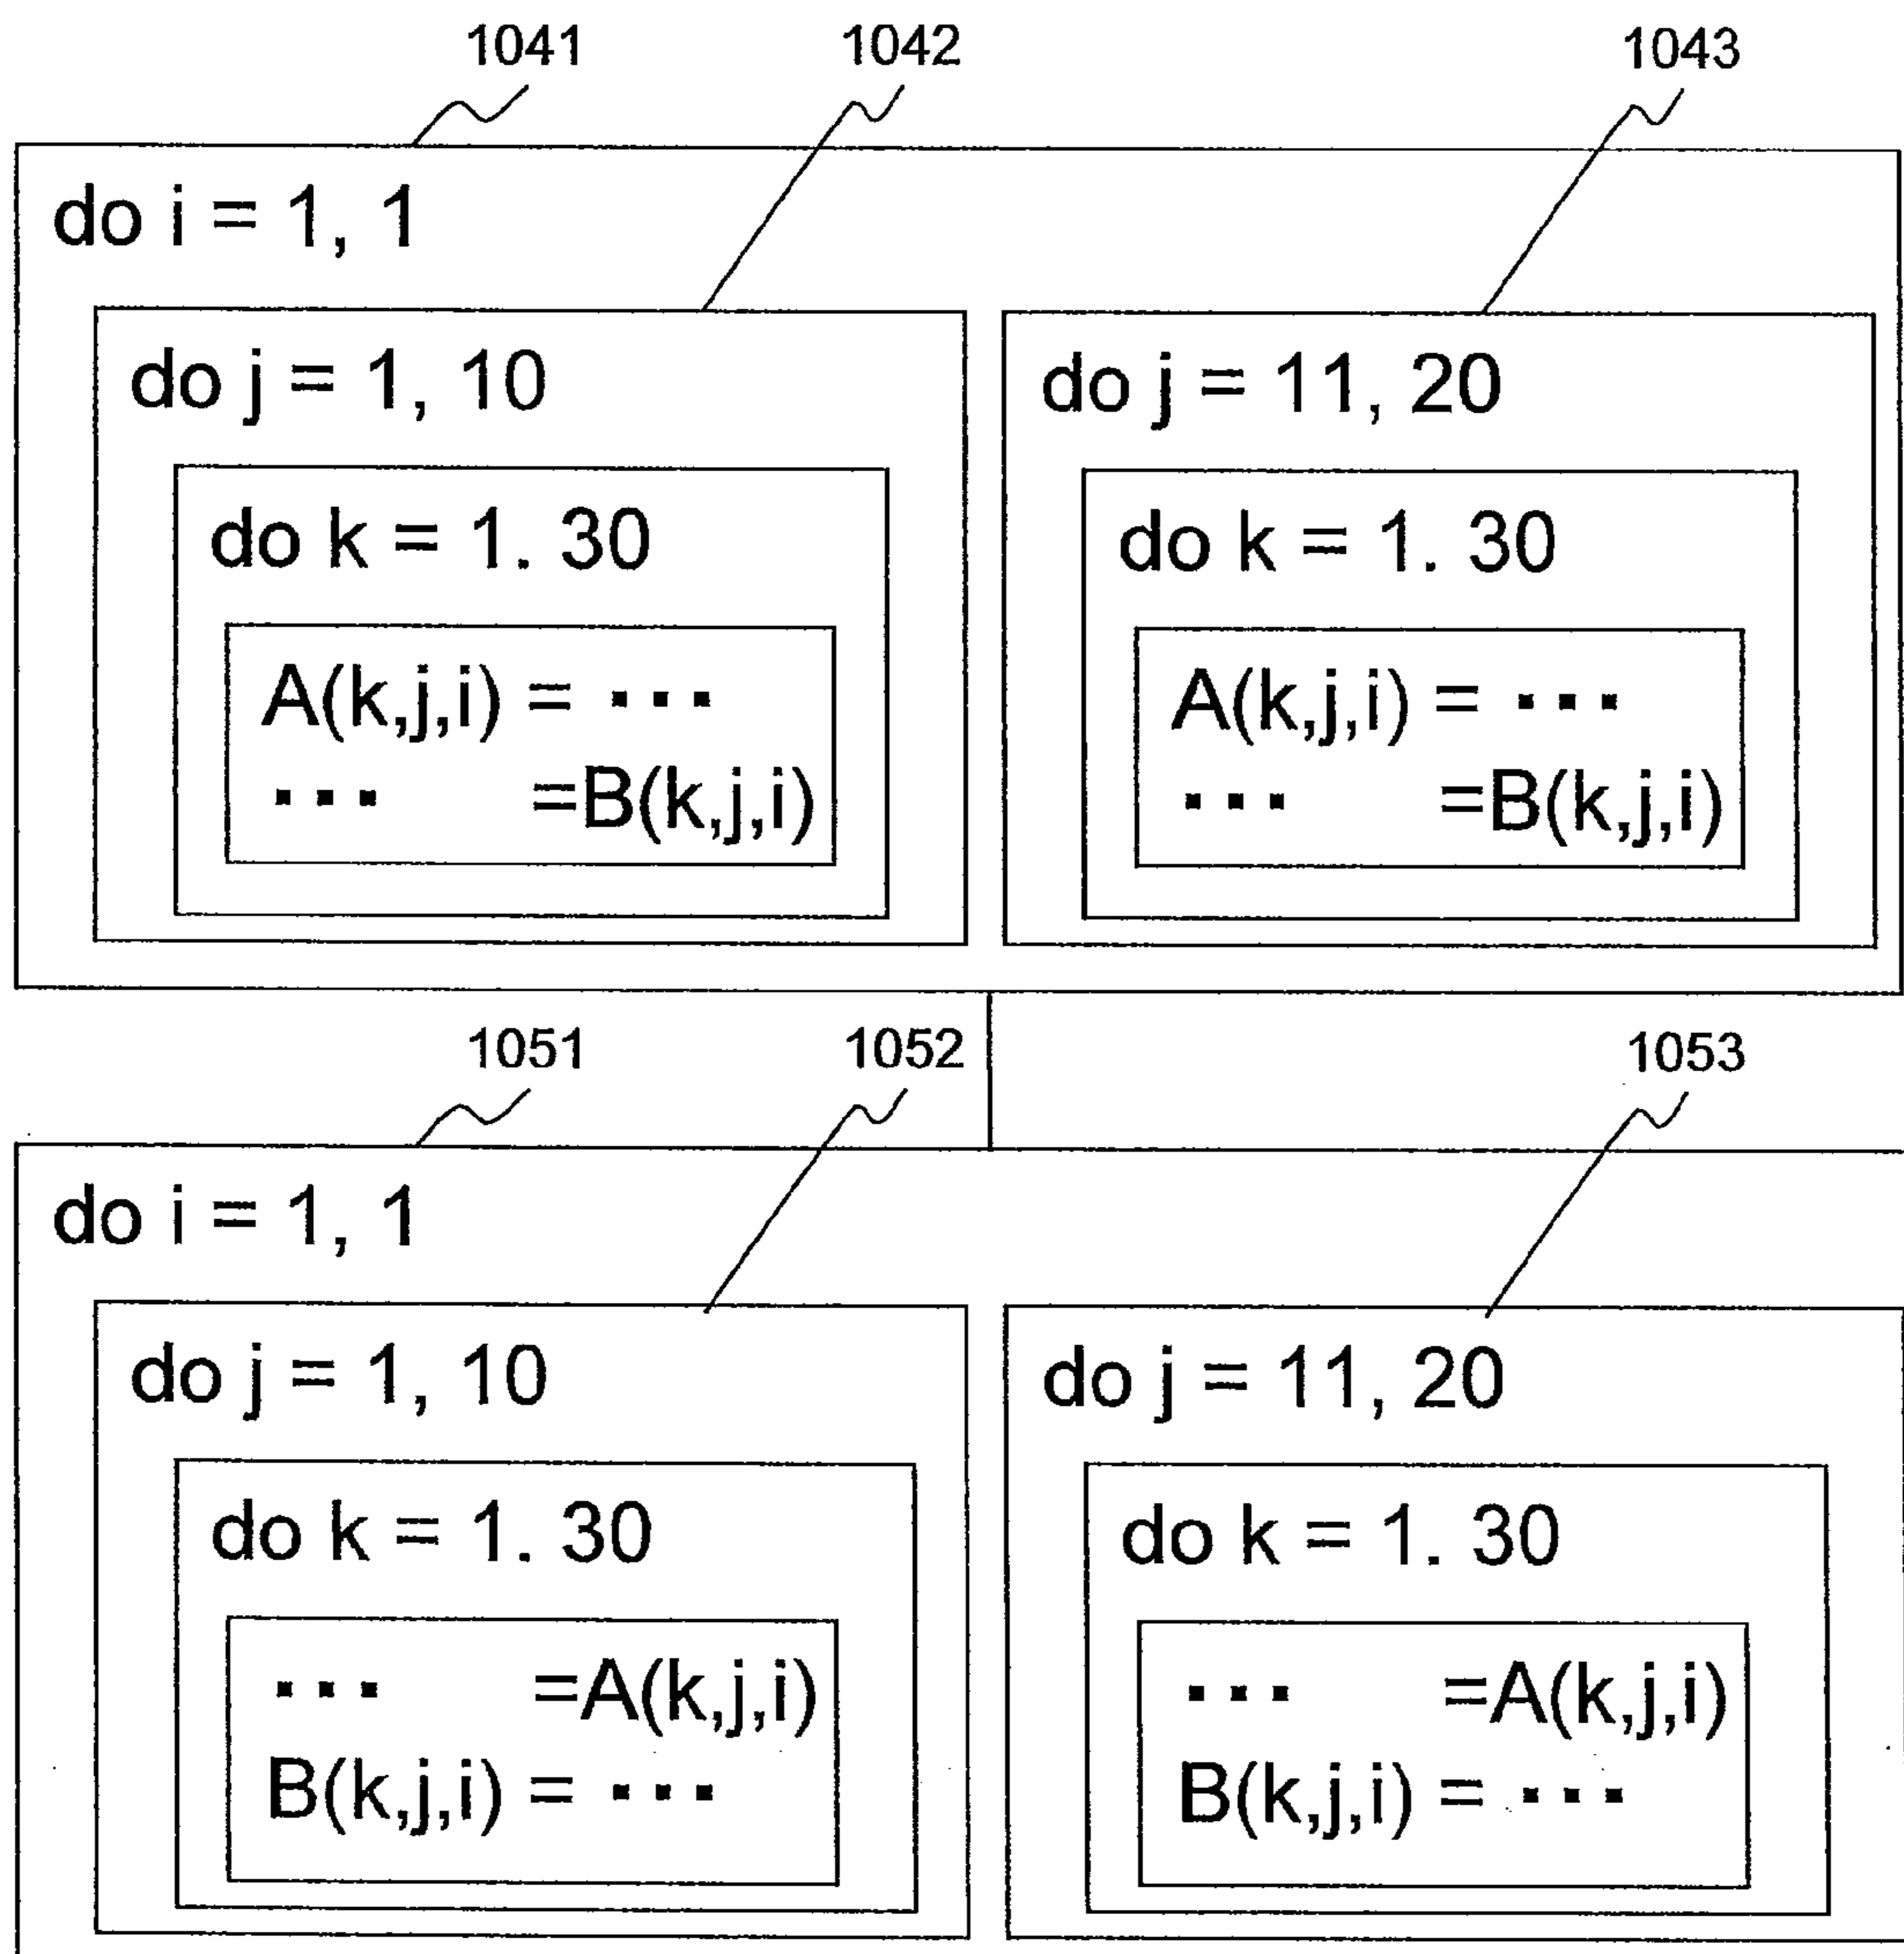 1041 1042 1043
do i = 1, 1
do j = 1, 10
do k = 1. 30
A(k,j,i) = ...
... =B(k,j,i)
do j = 11, 20
do k = 1. 30
A(k,j,i) = ...
... =B(k,j,i)
1051 1052 1053
do i = 1, 1
do j = 1, 10
do k = 1. 30
... =A(k,j,i)
B(k,j,i) = ...
do j = 11, 20
do k = 1. 30
... =A(k,j,i)
B(k,j,i) = ...